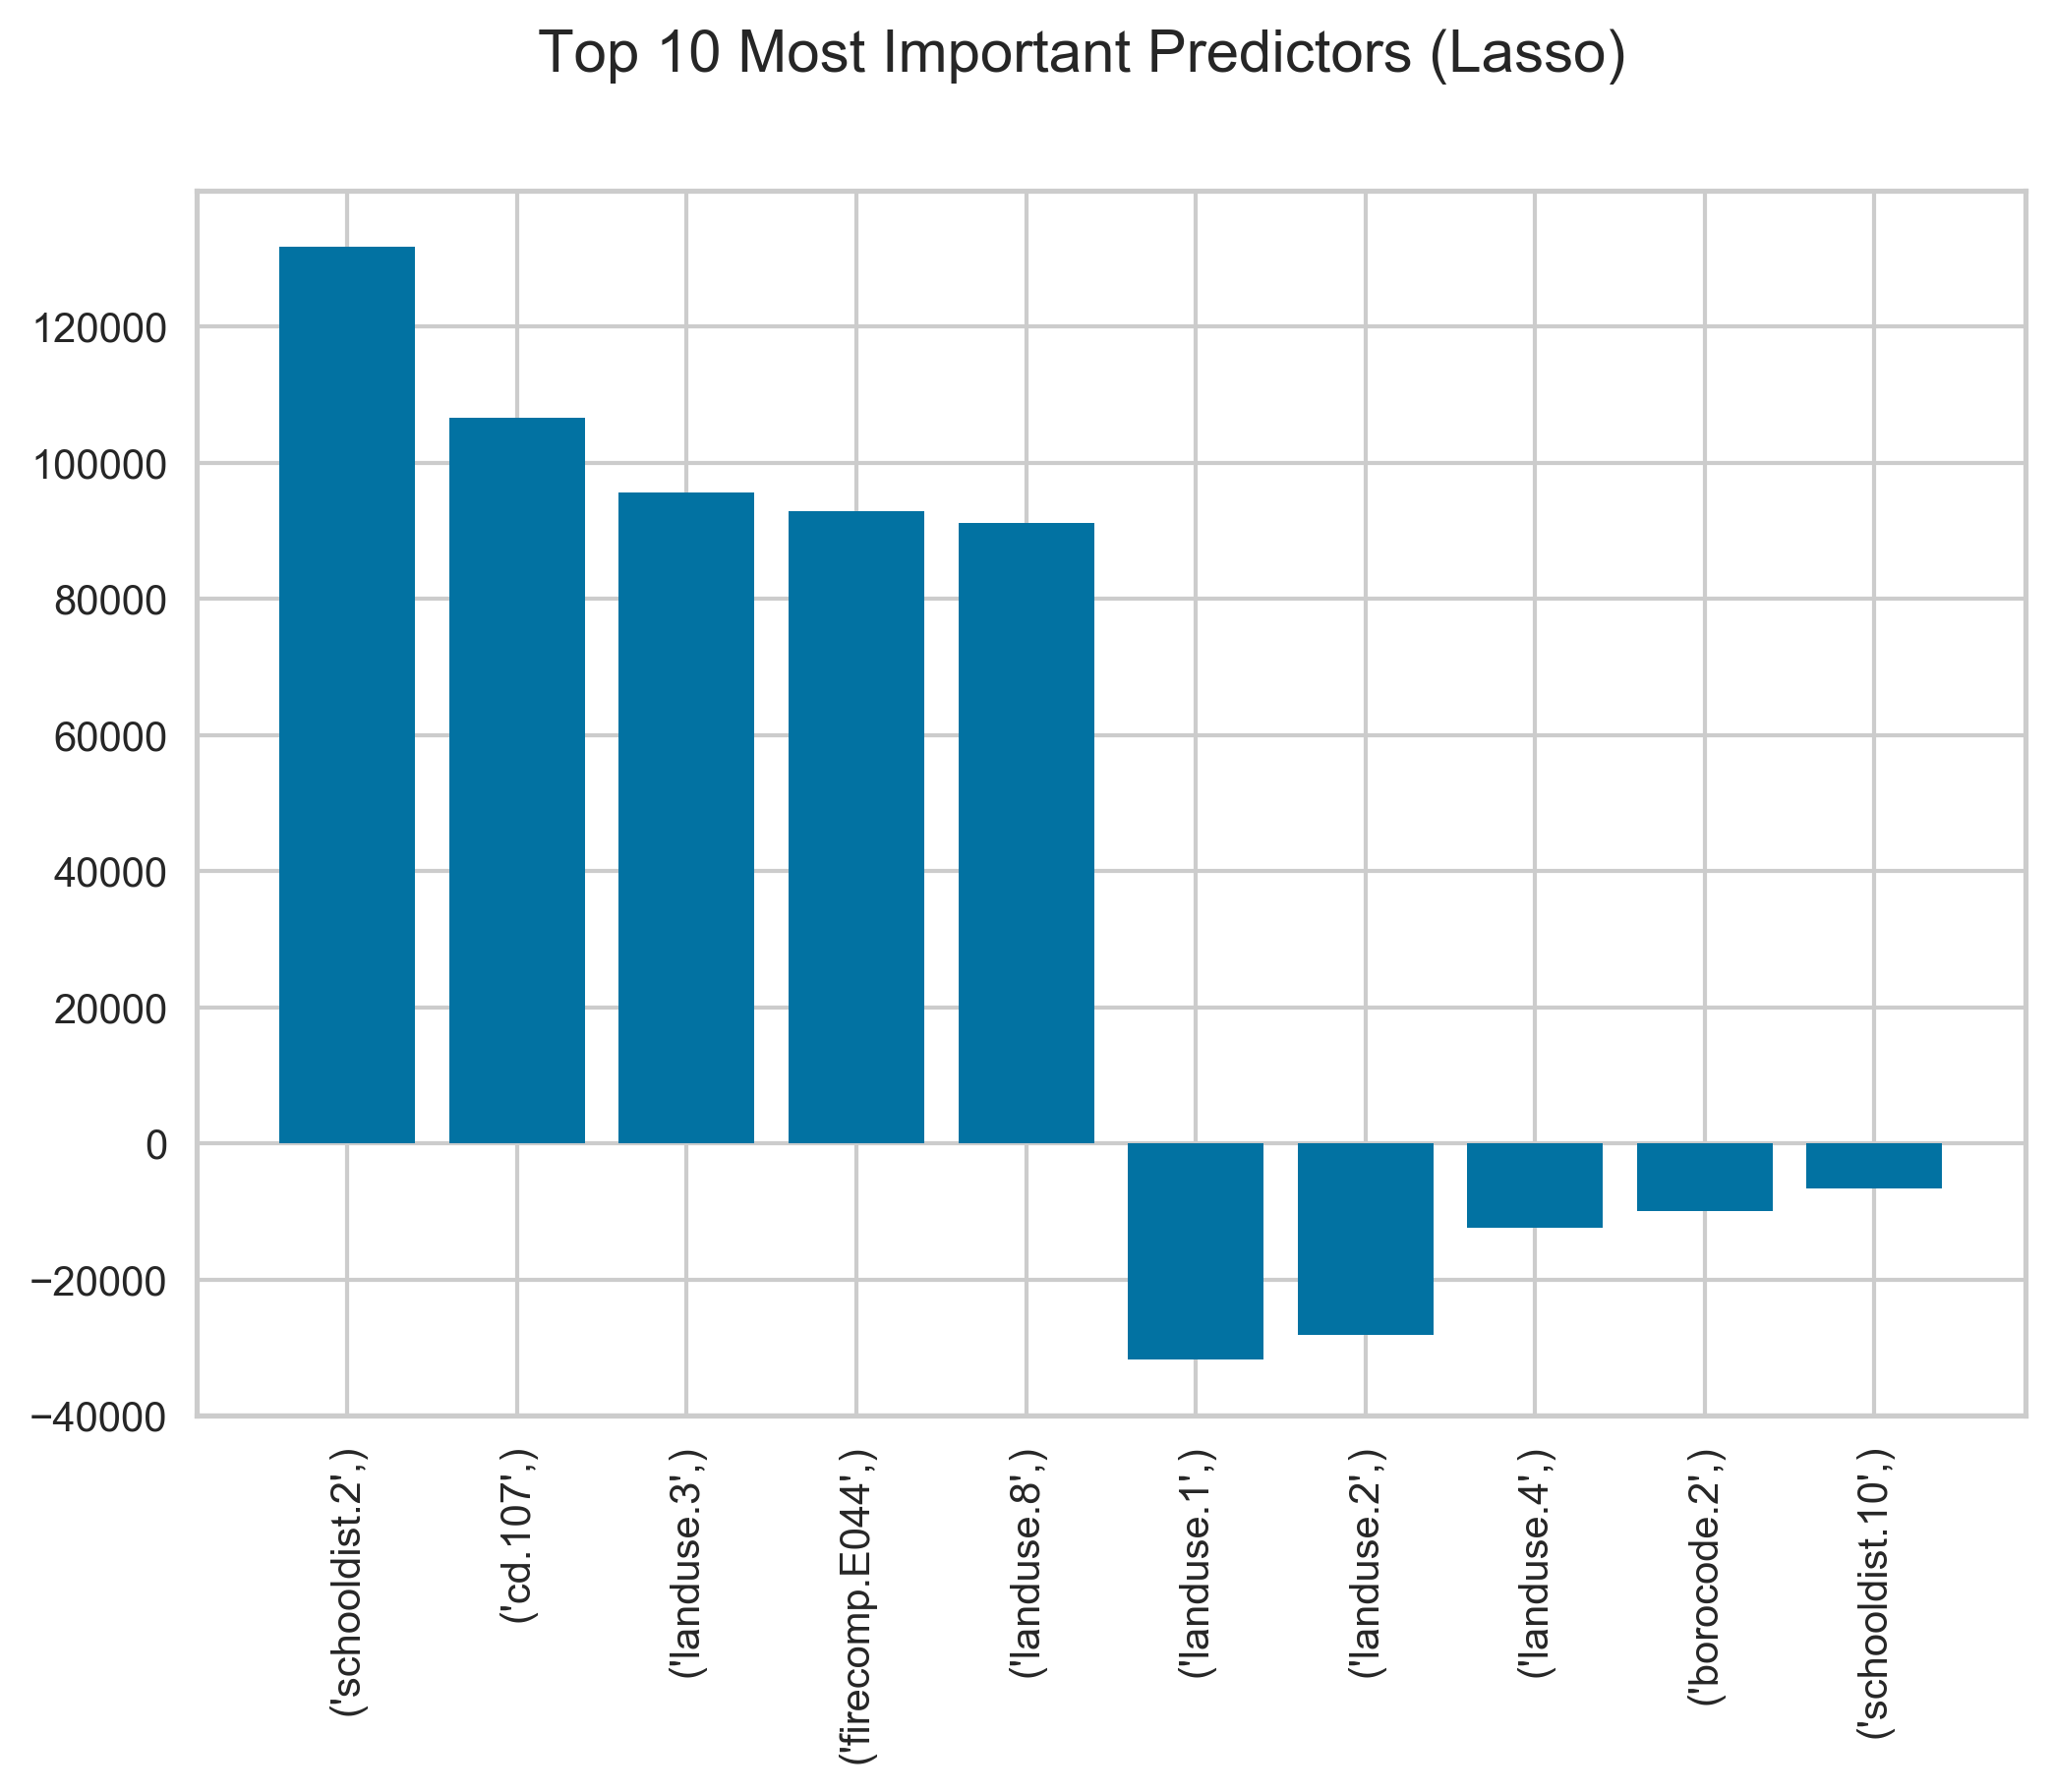 Top 10 Most Important Predictors (Lasso)
120000
100000
80000
60000
40000
20000
0
−20000
−40000
('schooldist.2',)
('cd.107',)
('landuse.3',)
('firecomp.E044',)
('landuse.8',)
('landuse.1',)
('landuse.2',)
('landuse.4',)
('borocode.2',)
('schooldist.10',)